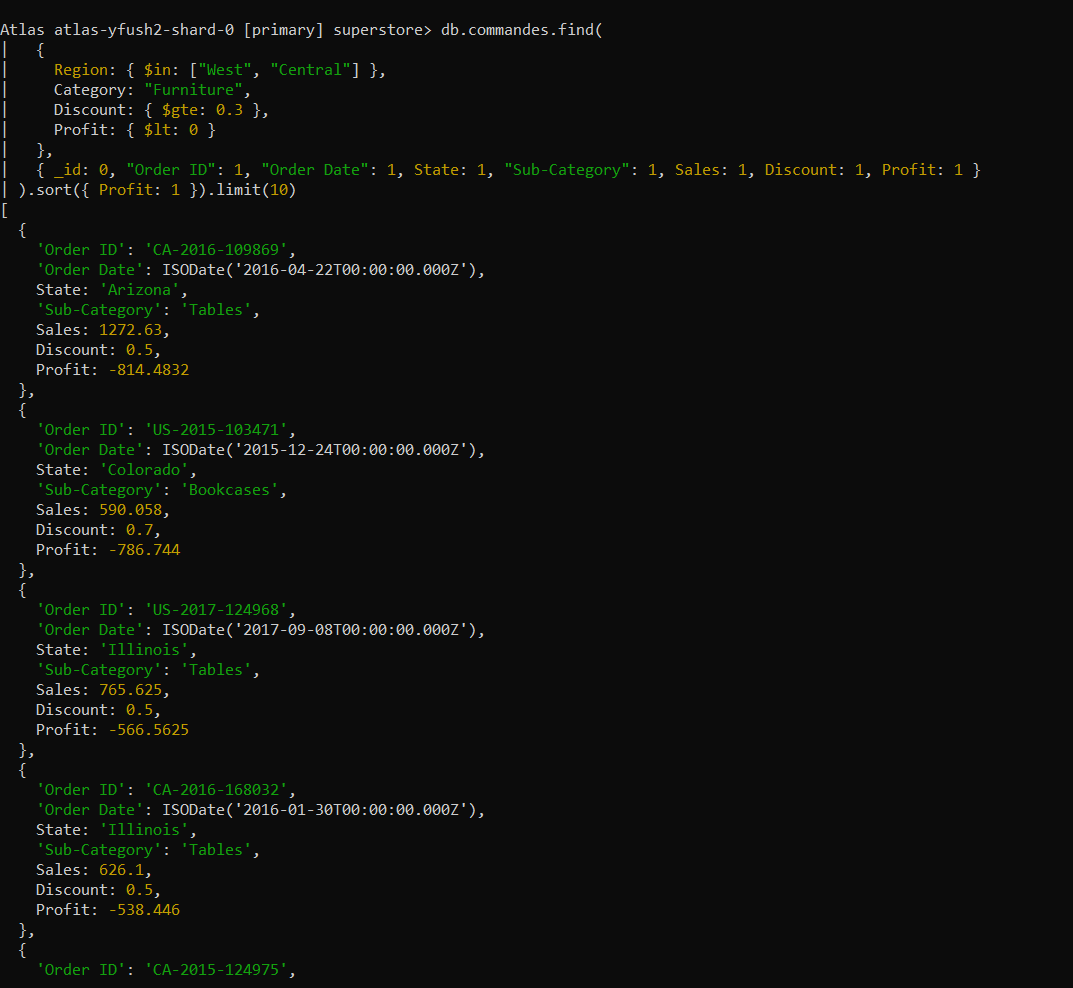 Atlas atlas-yfush2-shard-0 [primary] superstore> db.commandes.find(
|   {
|     Region: { $in: ["West", "Central"] },
|     Category: "Furniture",
|     Discount: { $gte: 0.3 },
|     Profit: { $lt: 0 }
|   },
|   { _id: 0, "Order ID": 1, "Order Date": 1, State: 1, "Sub-Category": 1, Sales: 1, Discount: 1, Profit: 1 }
| ).sort({ Profit: 1 }).limit(10)
[
  {
    'Order ID': 'CA-2016-109869',
    'Order Date': ISODate('2016-04-22T00:00:00.000Z'),
    State: 'Arizona',
    'Sub-Category': 'Tables',
    Sales: 1272.63,
    Discount: 0.5,
    Profit: -814.4832
  },
  {
    'Order ID': 'US-2015-103471',
    'Order Date': ISODate('2015-12-24T00:00:00.000Z'),
    State: 'Colorado',
    'Sub-Category': 'Bookcases',
    Sales: 590.058,
    Discount: 0.7,
    Profit: -786.744
  },
  {
    'Order ID': 'US-2017-124968',
    'Order Date': ISODate('2017-09-08T00:00:00.000Z'),
    State: 'Illinois',
    'Sub-Category': 'Tables',
    Sales: 765.625,
    Discount: 0.5,
    Profit: -566.5625
  },
  {
    'Order ID': 'CA-2016-168032',
    'Order Date': ISODate('2016-01-30T00:00:00.000Z'),
    State: 'Illinois',
    'Sub-Category': 'Tables',
    Sales: 626.1,
    Discount: 0.5,
    Profit: -538.446
  },
  {
    'Order ID': 'CA-2015-124975',